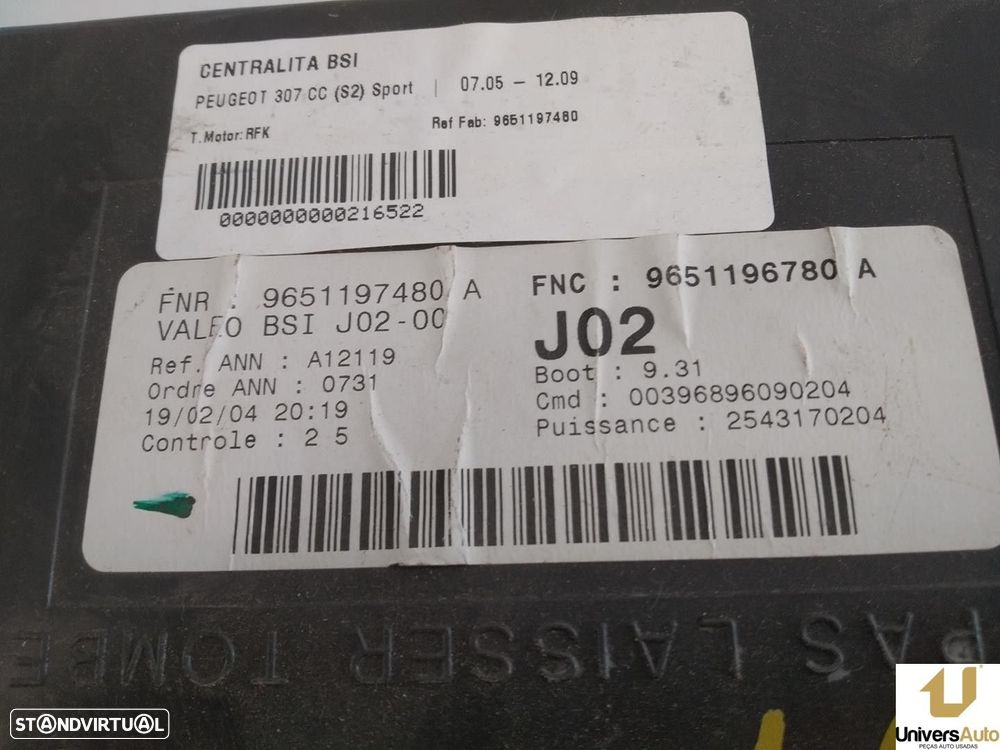 CENTRALITA BSI
PEUGEOT 307 CC (S2) Sport | 07.05 – 12.09
T.Motor: RFK Ref Fab: 9651197480
0000000000216522
FNR : 9651197480 A
VALEO BSI J02-00
Ref. ANN : A12119
Ordre ANN : 0731
19/02/04 20:19
Controle : 2 5
FNC : 9651196780 A
J02
Boot : 9.31
Cmd : 00396896090204
Puissance : 2543170204
PAS LAISSER TOMBE
STANDVIRTUAL
UniversAuto
PEÇAS AUTO USADAS